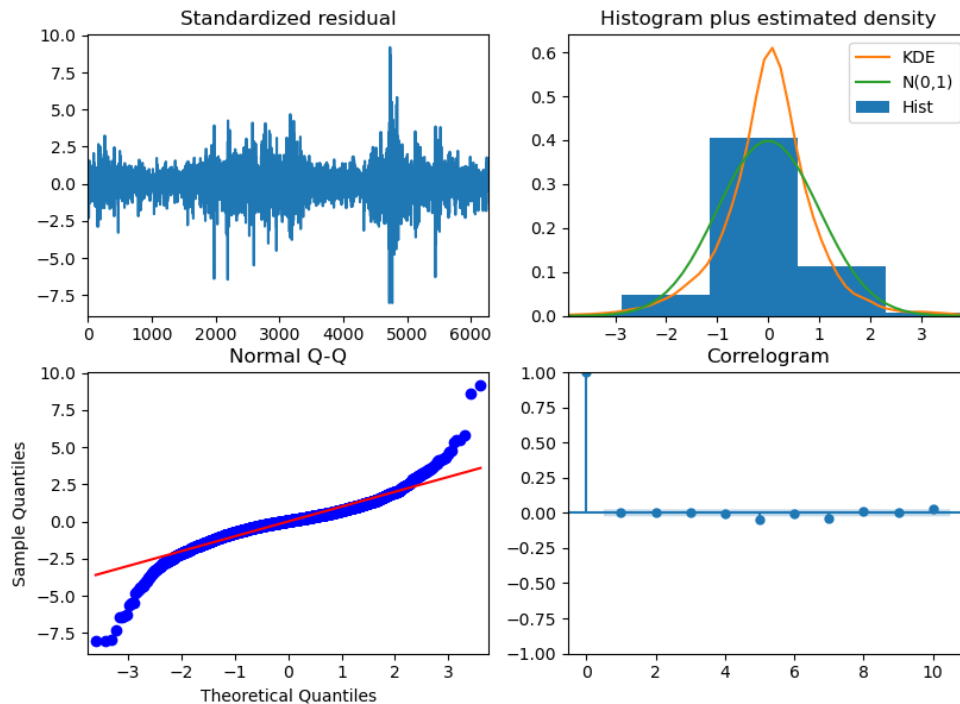 Standardized residual
10.0
7.5
5.0
2.5
0.0
−2.5
−5.0
−7.5
0 1000 2000 3000 4000 5000 6000
Histogram plus estimated density
0.6
0.5
0.4
0.3
0.2
0.1
0.0
−3 −2 −1 0 1 2 3
KDE
N(0,1)
Hist
Normal Q-Q
Sample Quantiles
10.0
7.5
5.0
2.5
0.0
−2.5
−5.0
−7.5
−3 −2 −1 0 1 2 3
Theoretical Quantiles
Correlogram
1.00
0.75
0.50
0.25
0.00
−0.25
−0.50
−0.75
−1.00
0 2 4 6 8 10